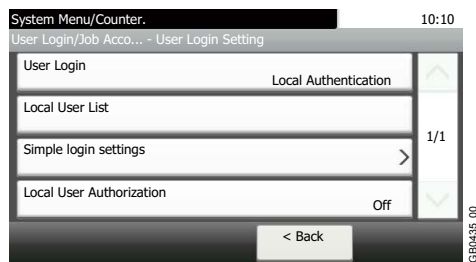 System Menu/Counter.
10:10
User Login/Job Acco... - User Login Setting
User Login
Local Authentication
Local User List
1/1
Simple login settings
>
Local User Authorization
Off
< Back
GB0435_00